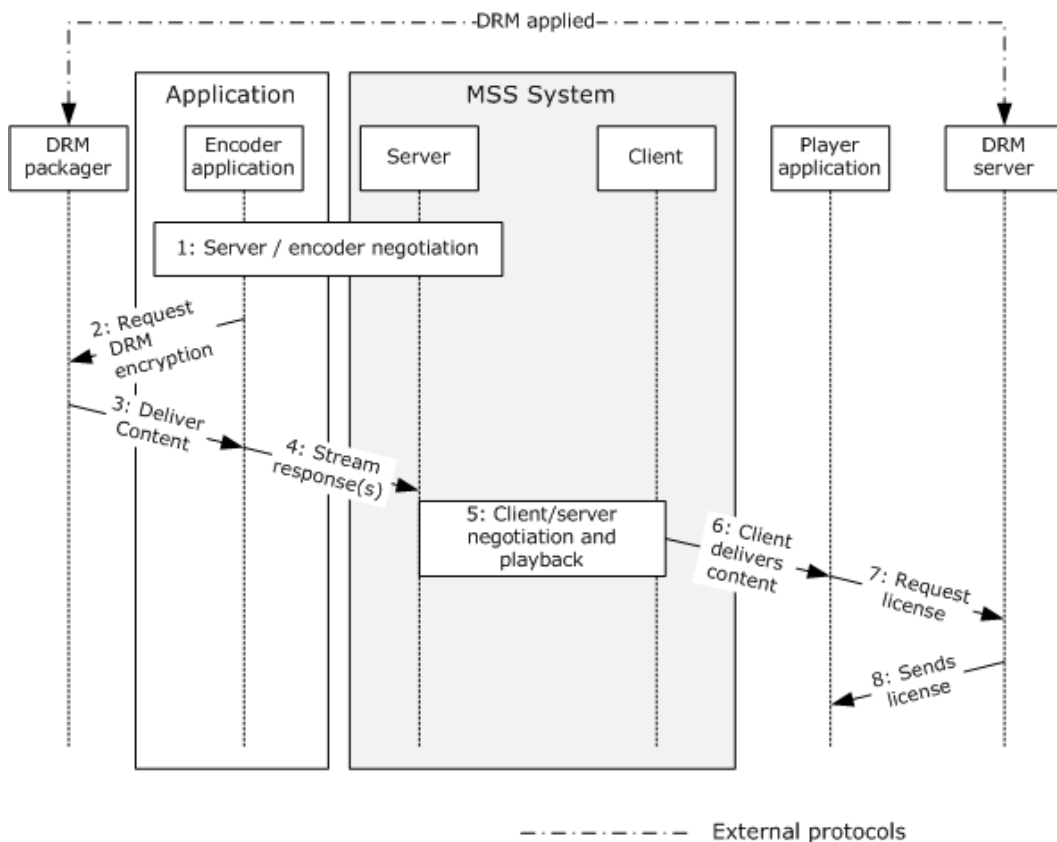 DRM applied
Application
MSS System
DRM
packager
Encoder
application
Server
Client
Player
application
DRM
server
1: Server / encoder negotiation
2: Request
DRM
encryption
3: Deliver
Content
4: Stream
response(s)
5: Client/server
negotiation and
playback
6: Client
delivers
content
7: Request
license
8: Sends
license
External protocols